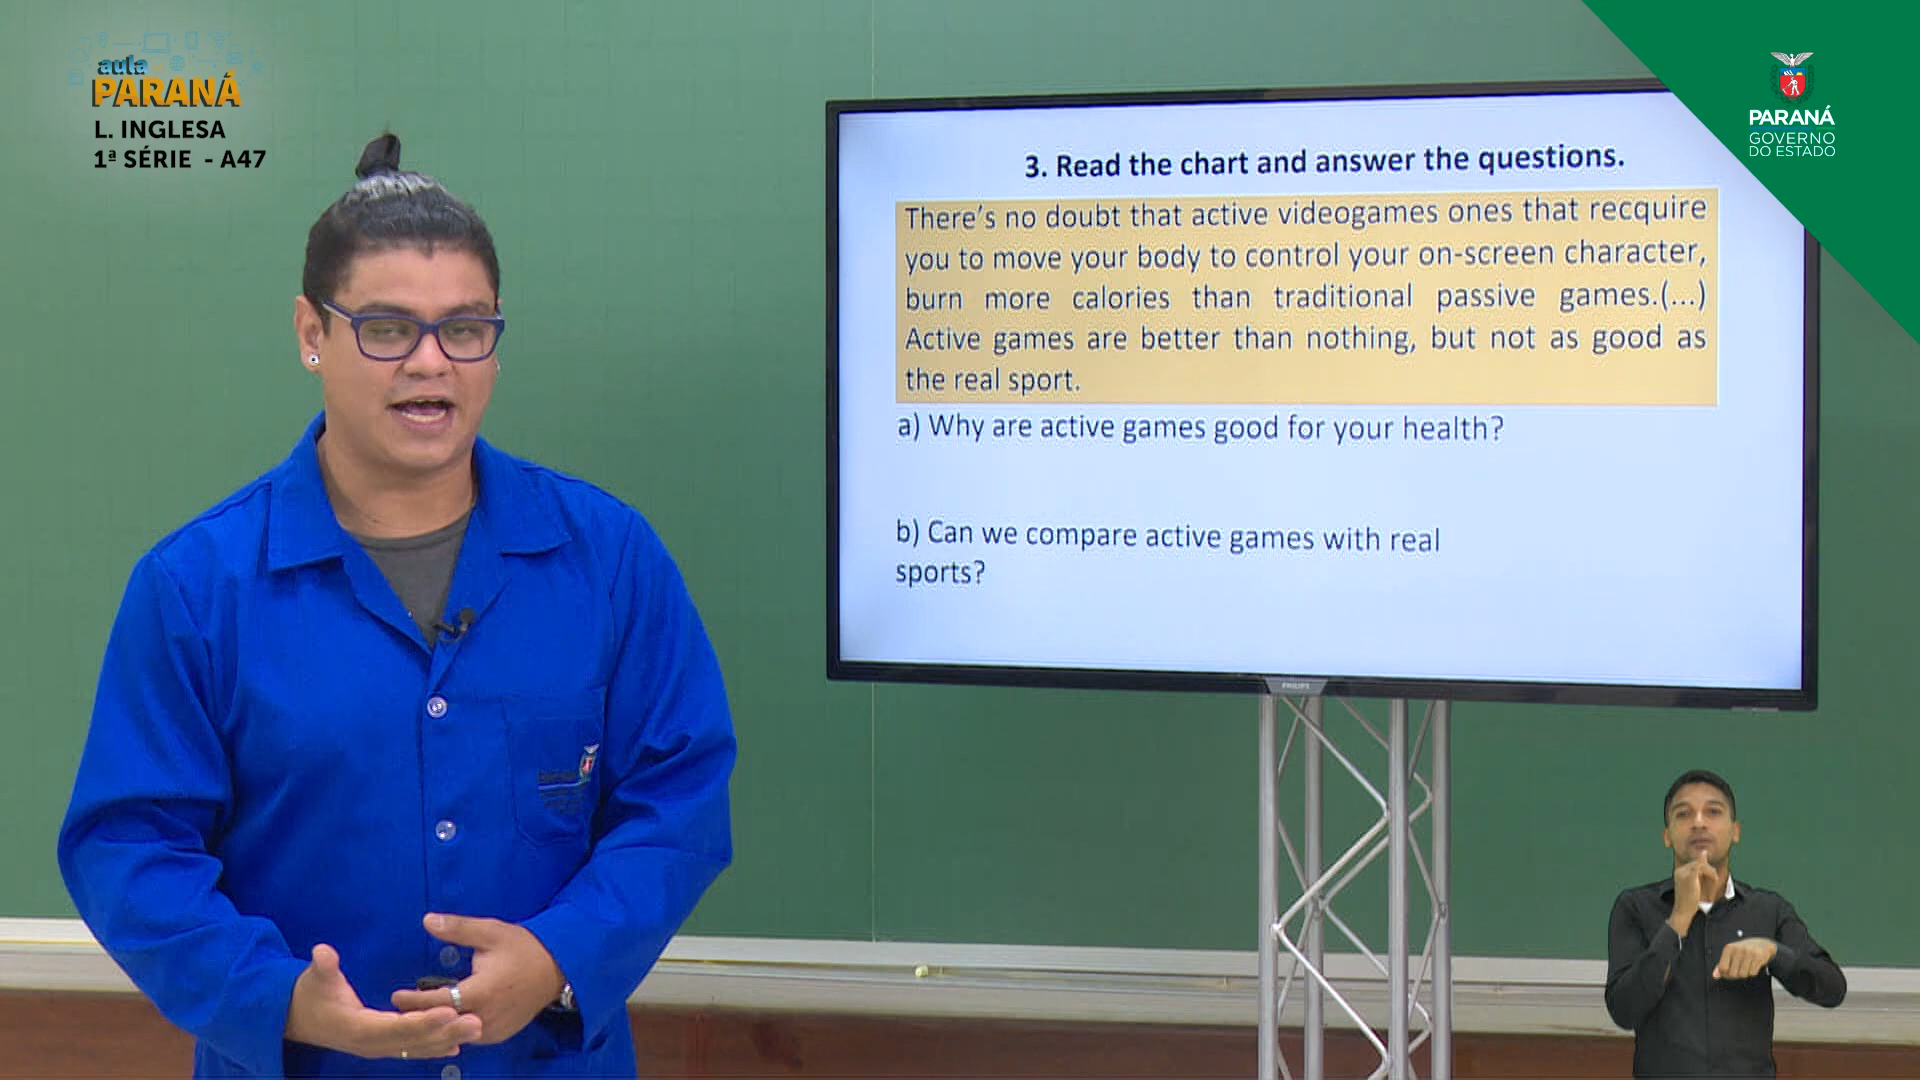 aula
PARANÁ
L. INGLESA
1ª SÉRIE - A47
PARANÁ
GOVERNO
DO ESTADO
3. Read the chart and answer the questions.
There's no doubt that active videogames ones that recquire
you to move your body to control your on-screen character,
burn more calories than traditional passive games.(...)
Active games are better than nothing, but not as good as
the real sport.
a) Why are active games good for your health?
b) Can we compare active games with real
sports?
PHILIPS